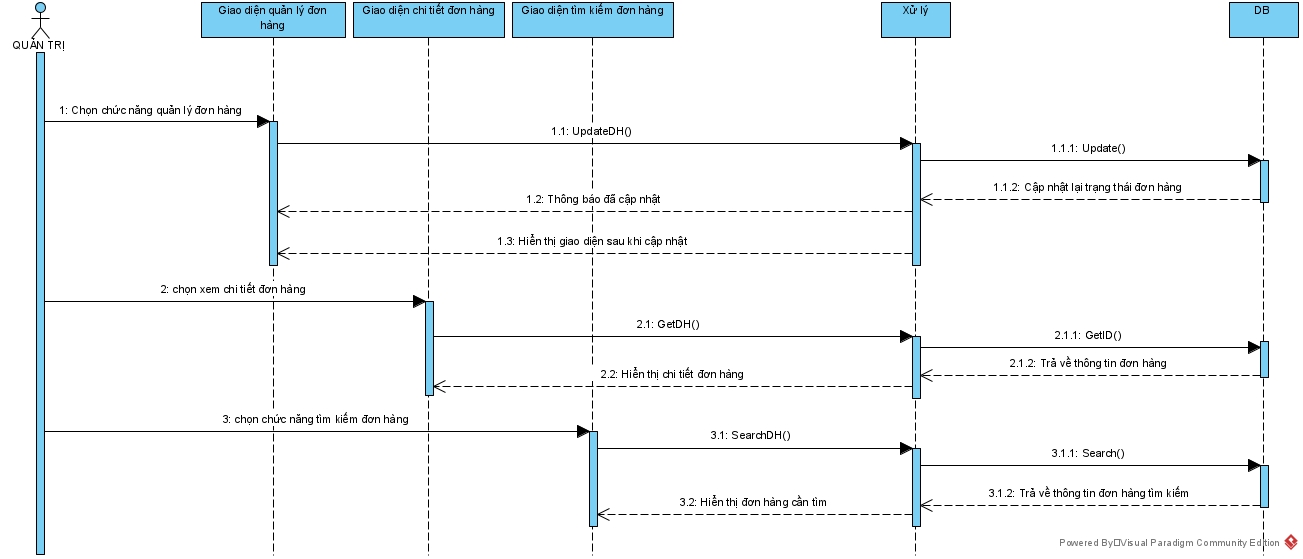 Giao diện quản lý đơn
hàng
Giao diện chi tiết đơn hàng
Giao diện tìm kiếm đơn hàng
Xử lý
DB
QUẢN TRỊ
1: Chọn chức năng quản lý đơn hàng
1.1: UpdateDH()
1.1.1: Update()
1.1.2: Cập nhật lại trạng thái đơn hàng
1.2: Thông báo đã cập nhật
1.3: Hiển thị giao diện sau khi cập nhật
2: chọn xem chi tiết đơn hàng
2.1: GetDH()
2.1.1: GetID()
2.1.2: Trả về thông tin đơn hàng
2.2: Hiển thị chi tiết đơn hàng
3: chọn chức năng tìm kiếm đơn hàng
3.1: SearchDH()
3.1.1: Search()
3.1.2: Trả về thông tin đơn hàng tìm kiếm
3.2: Hiển thị đơn hàng cần tìm
Powered By Visual Paradigm Community Edition